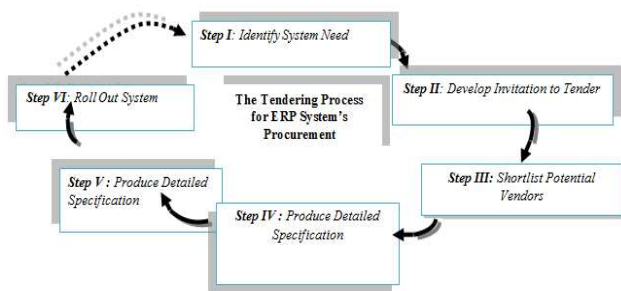 Step I: Identify System Need
Step II: Develop Invitation to Tender
Step III: Shortlist Potential
Vendors
Step IV : Produce Detailed
Specification
Step V : Produce Detailed
Specification
Step VI: Roll Out System
The Tendering Process
for ERP System's
Procurement